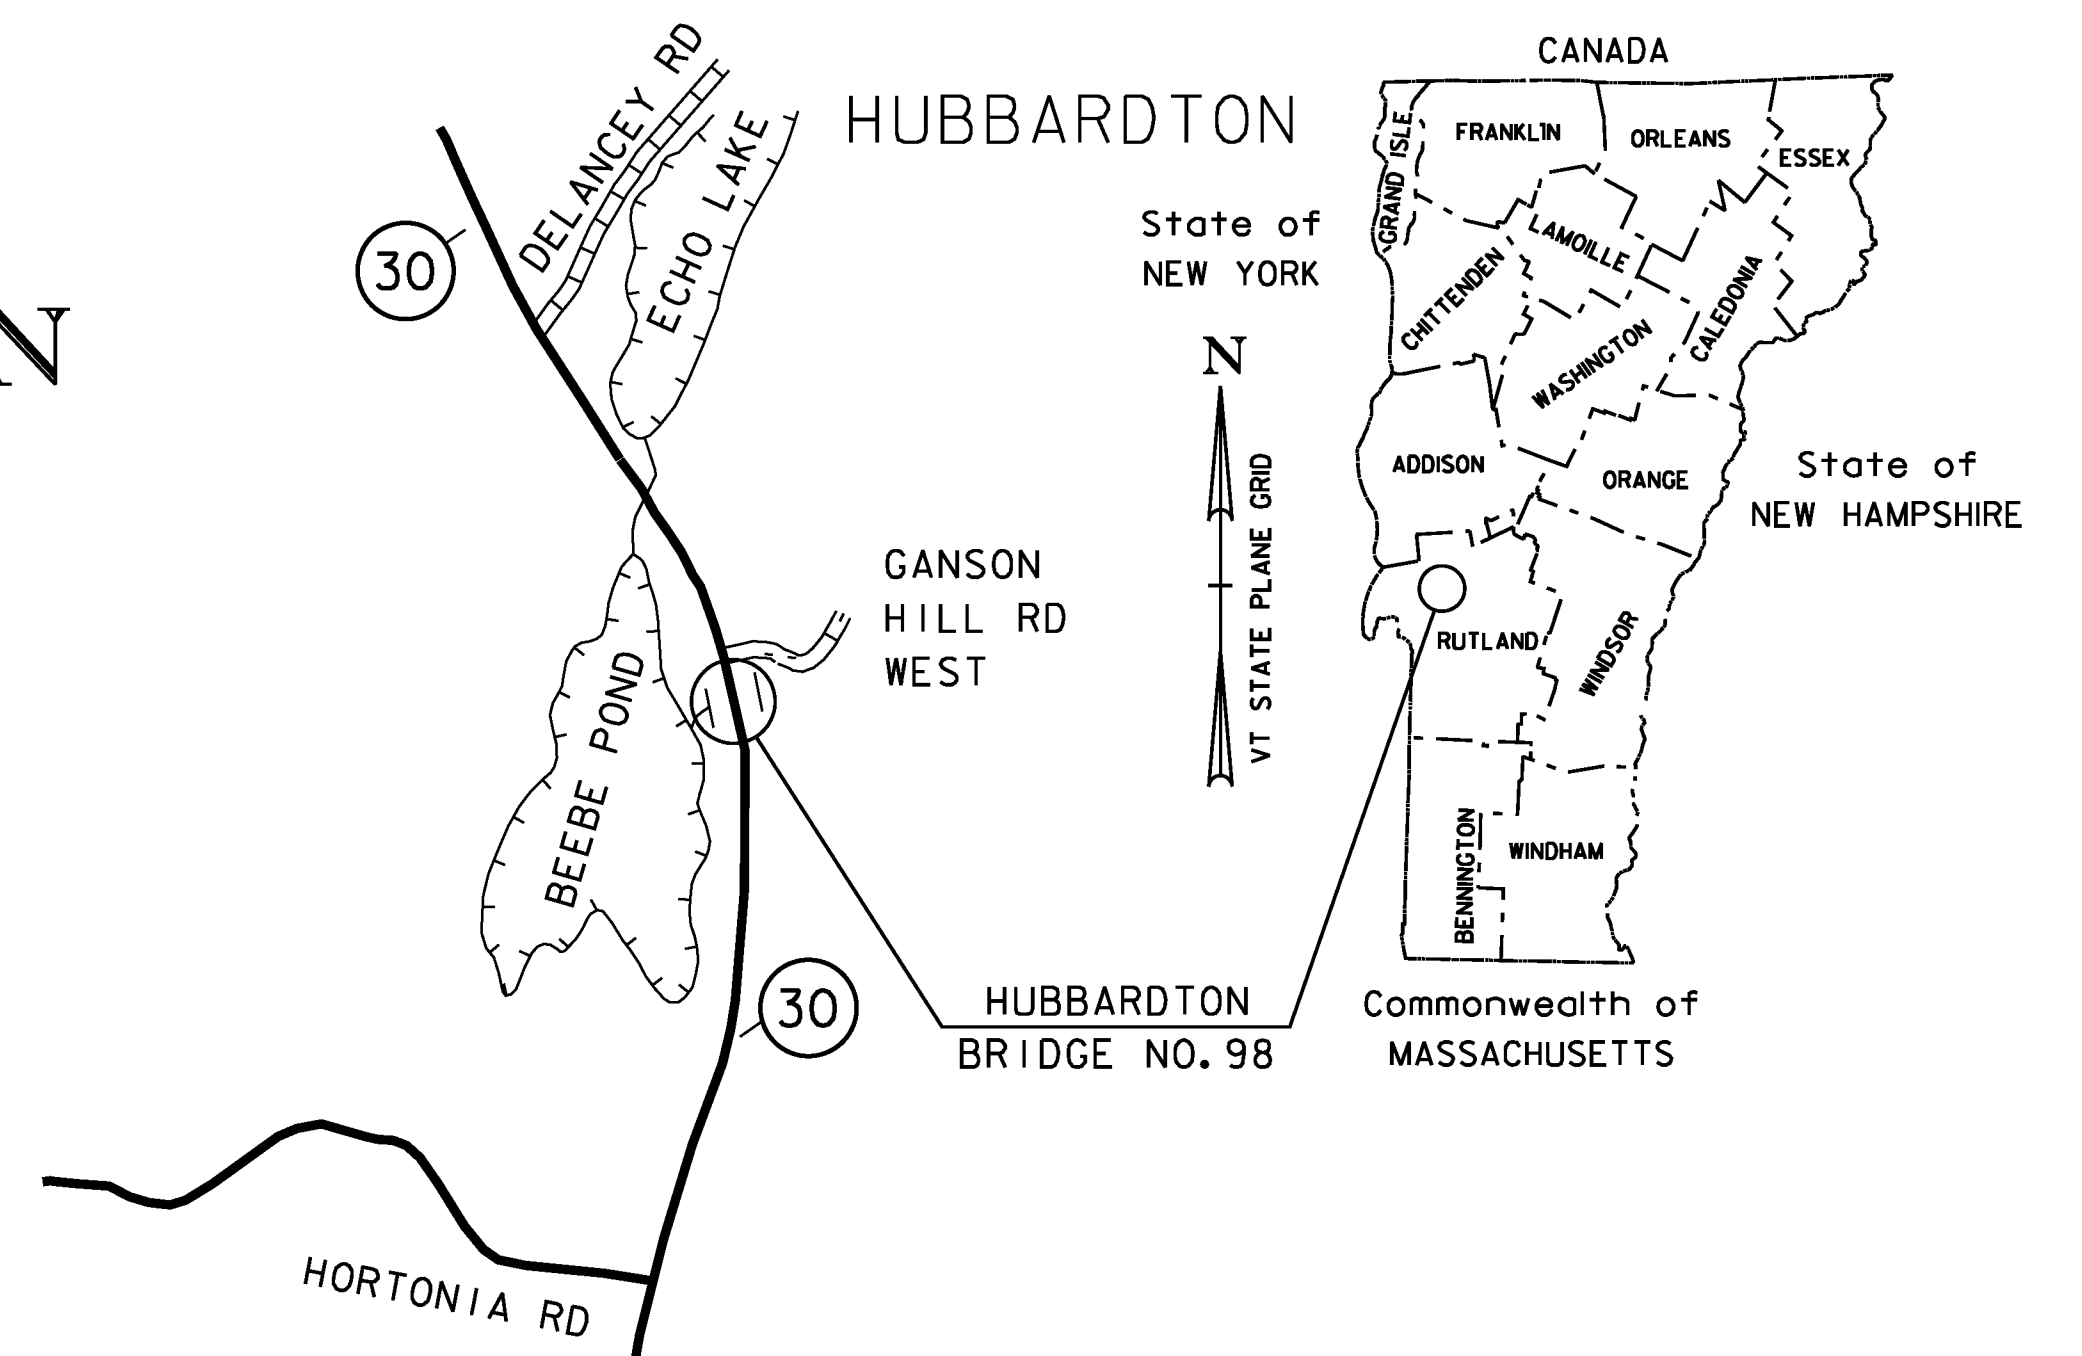 DELANCEY RD
ECHO LAKE
HUBBARDTON
30
GANSON
HILL RD
WEST
BEEBE POND
30
HUBBARDTON
BRIDGE NO. 98
HORTONIA RD
N
VT STATE PLANE GRID
CANADA
State of
NEW YORK
GRAND ISLE
FRANKLIN
ORLEANS
ESSEX
LAMOILLE
CHITTENDEN
WASHINGTON
CALEDONIA
ADDISON
ORANGE
State of
NEW HAMPSHIRE
RUTLAND
WINDSOR
BENNINGTON
WINDHAM
Commonwealth of
MASSACHUSETTS